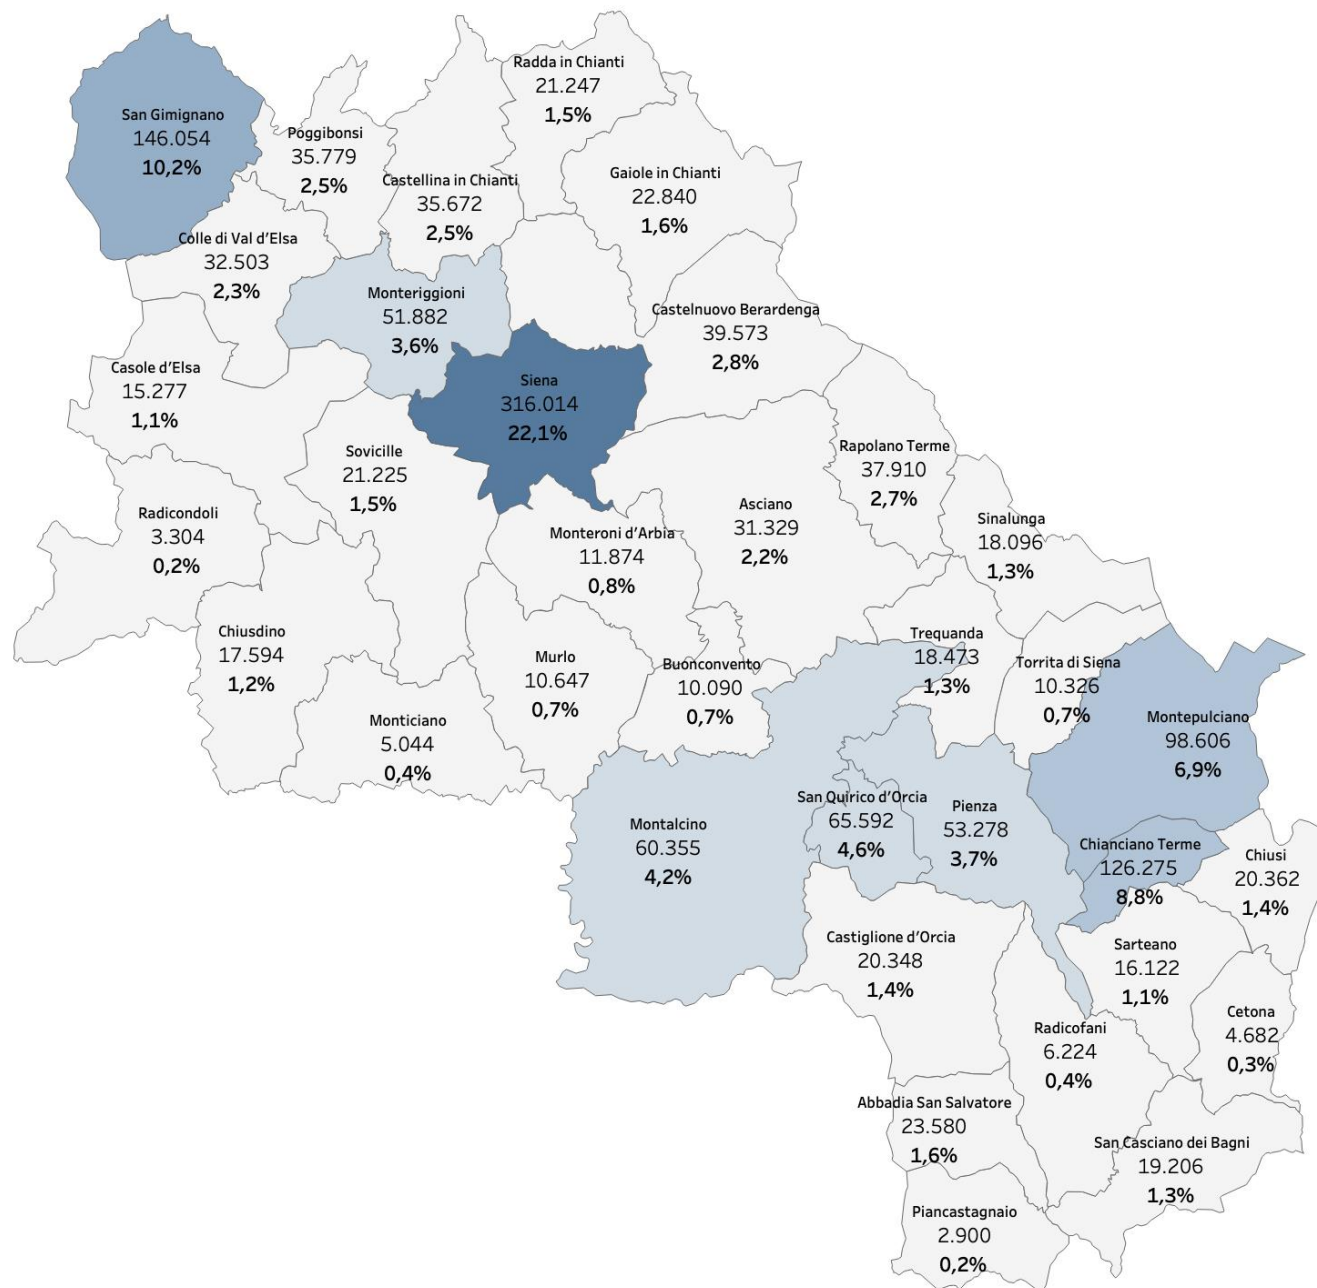 Radda in Chianti
21.247
1,5%
San Gimignano
146.054
10,2%
Poggibonsi
35.779
2,5%
Castellina in Chianti
35.672
2,5%
Gaiole in Chianti
22.840
1,6%
Colle di Val d'Elsa
32.503
2,3%
Monteriggioni
51.882
3,6%
Castelnuovo Berardenga
39.573
2,8%
Casole d'Elsa
15.277
1,1%
Siena
316.014
22,1%
Sovicille
21.225
1,5%
Rapolano Terme
37.910
2,7%
Radicondoli
3.304
0,2%
Monteroni d'Arbia
11.874
0,8%
Asciano
31.329
2,2%
Sinalunga
18.096
1,3%
Chiusdino
17.594
1,2%
Murlo
10.647
0,7%
Buonconvento
10.090
0,7%
Trequanda
18.473
1,3%
Torrita di Siena
10.326
0,7%
Monticiano
5.044
0,4%
Montepulciano
98.606
6,9%
Montalcino
60.355
4,2%
San Quirico d'Orcia
65.592
4,6%
Pienza
53.278
3,7%
Chianciano Terme
126.275
8,8%
Chiusi
20.362
1,4%
Castiglione d'Orcia
20.348
1,4%
Sarteano
16.122
1,1%
Radicofani
6.224
0,4%
Cetona
4.682
0,3%
Abbadia San Salvatore
23.580
1,6%
San Casciano dei Bagni
19.206
1,3%
Piancastagnaio
2.900
0,2%